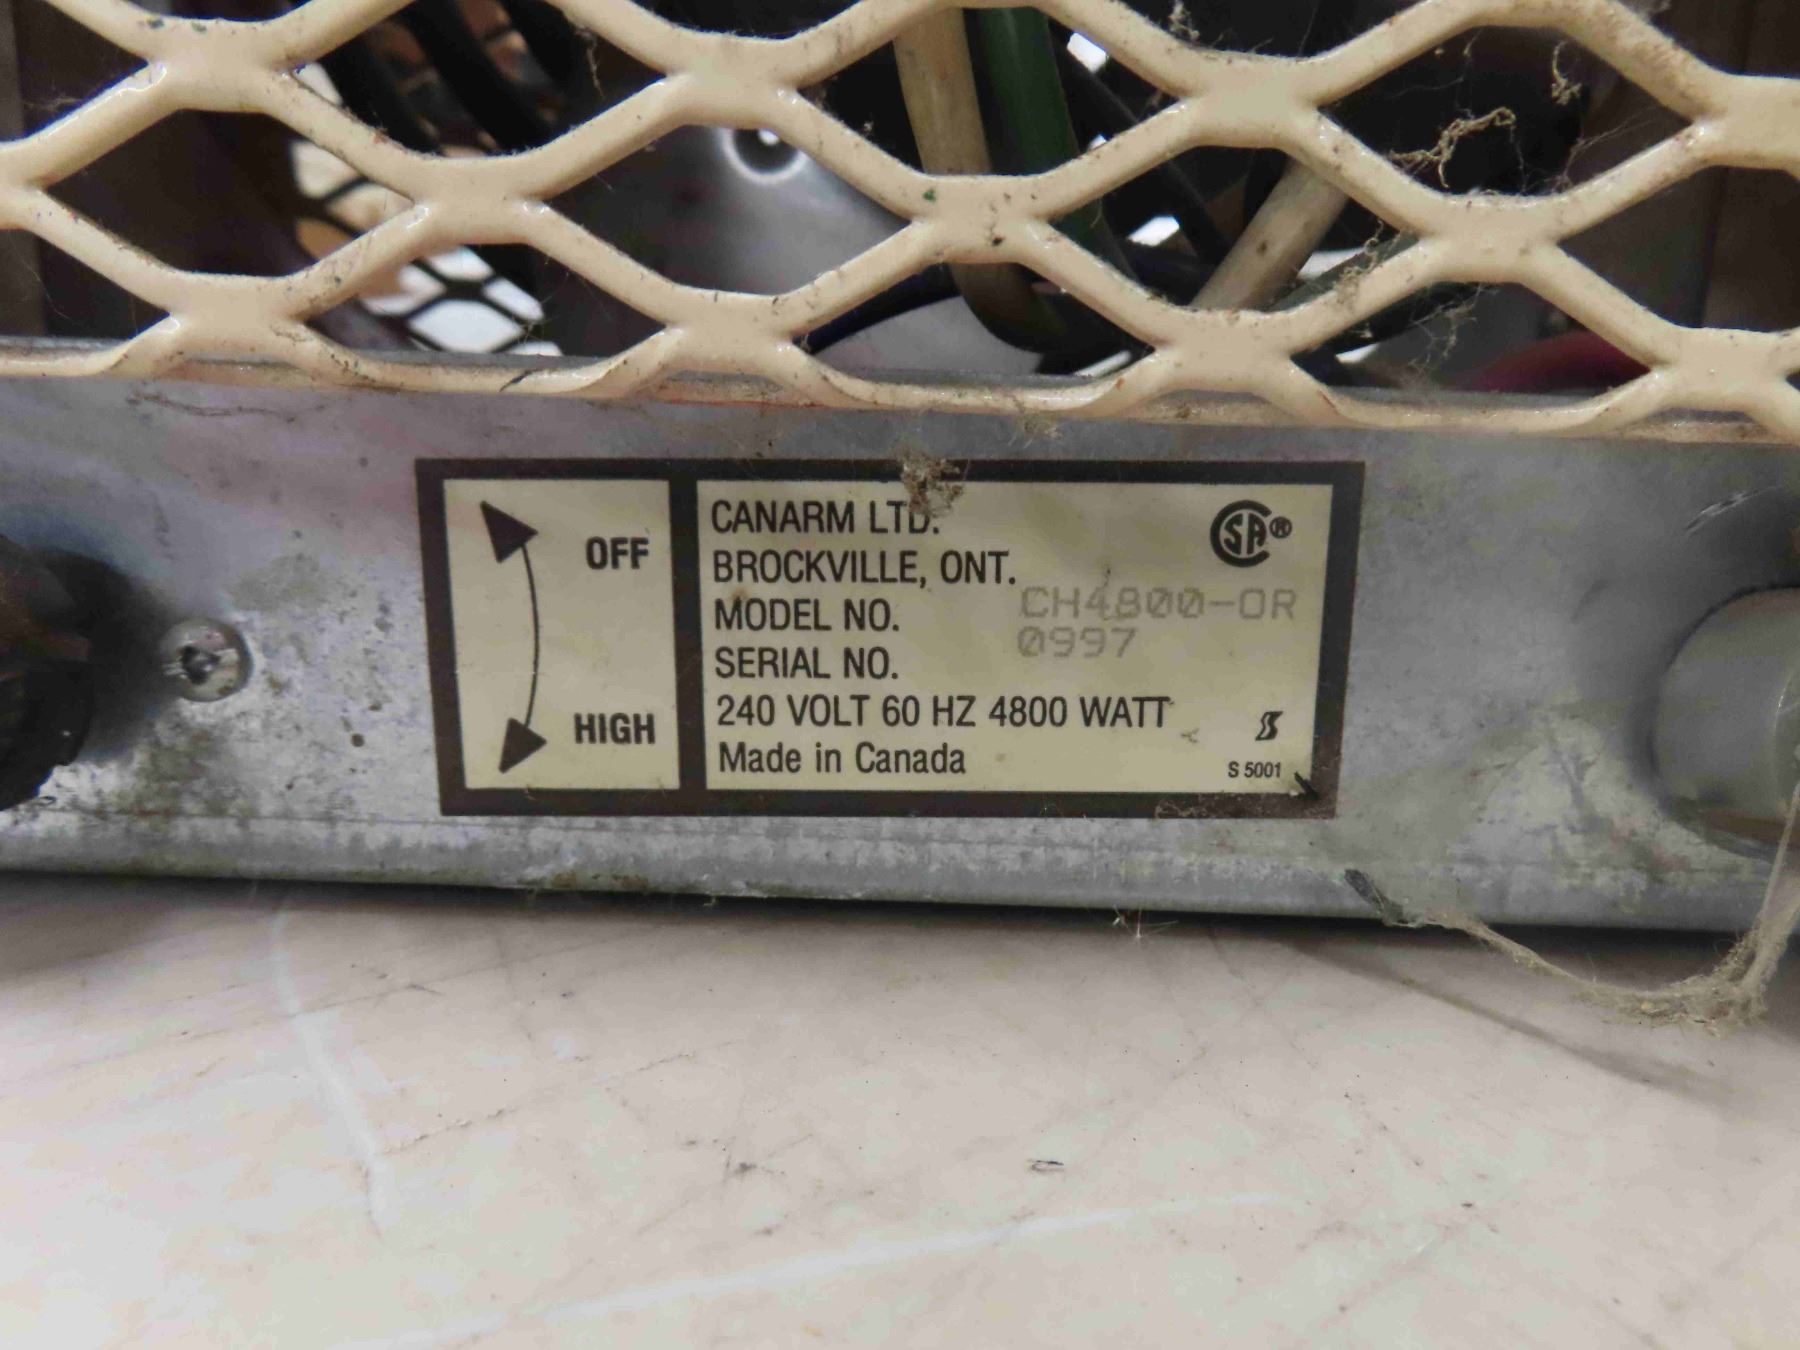 OFF
HIGH
CANARM LTD.
BROCKVILLE, ONT.
MODEL NO. CH4800-OR
SERIAL NO. 0997
240 VOLT 60 HZ 4800 WATT
Made in Canada
CSA®
S 5001